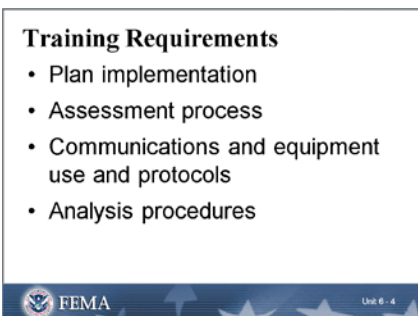 Training Requirements
• Plan implementation
• Assessment process
• Communications and equipment
use and protocols
• Analysis procedures
FEMA
Unit 6 - 4